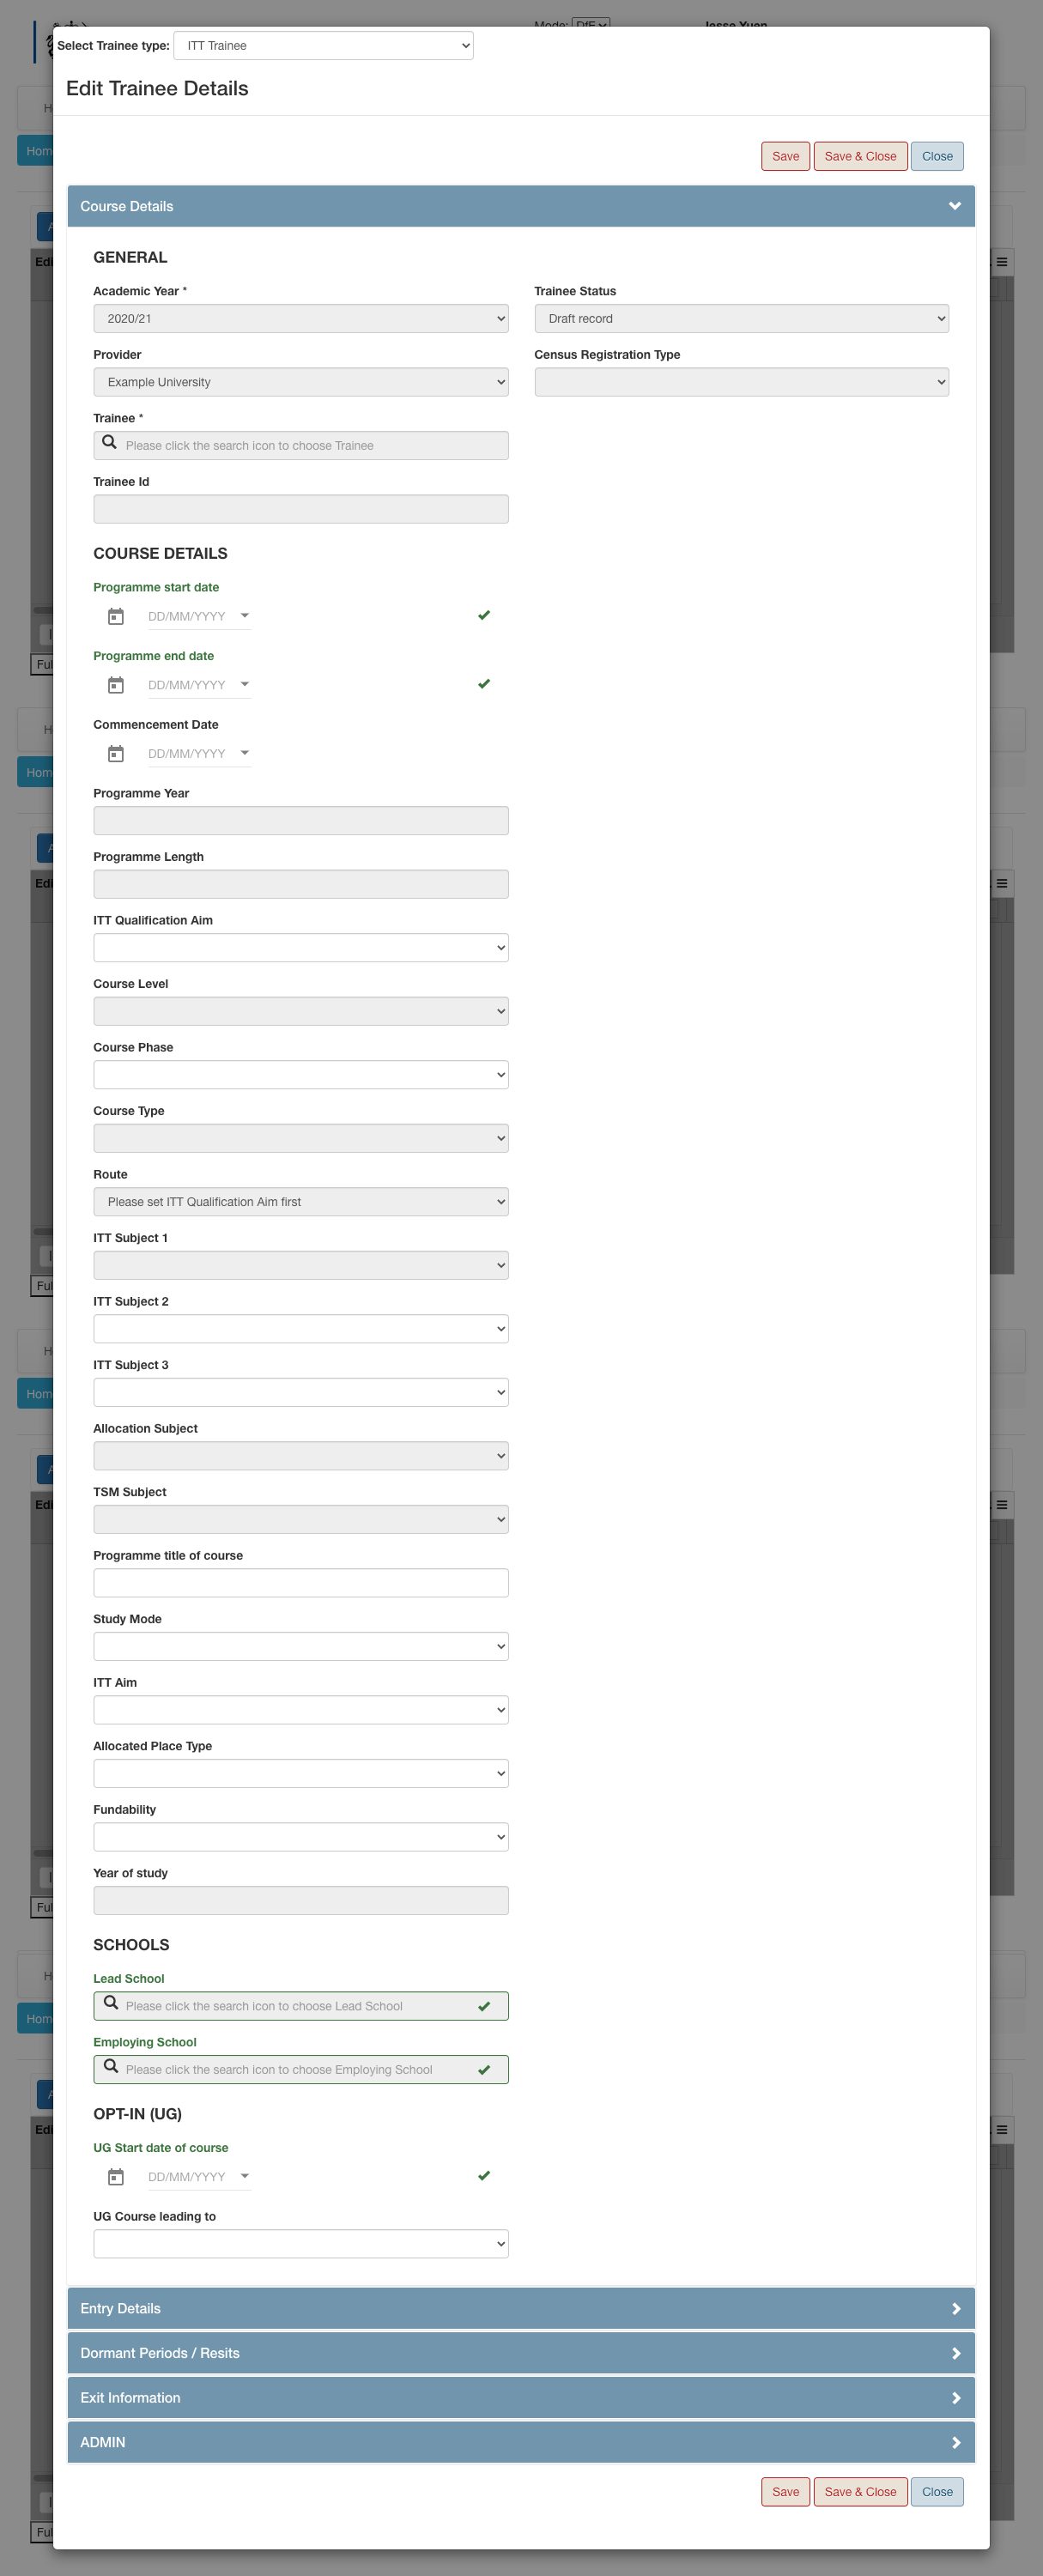 Mode: DfE
Jesse Yuen
Select Trainee type: ITT Trainee
Edit Trainee Details
Save Save & Close Close
Course Details
GENERAL
Academic Year * Trainee Status
2020/21 Draft record
Provider Census Registration Type
Example University
Trainee *
Please click the search icon to choose Trainee
Trainee Id
COURSE DETAILS
Programme start date
DD/MM/YYYY
Programme end date
DD/MM/YYYY
Commencement Date
DD/MM/YYYY
Programme Year
Programme Length
ITT Qualification Aim
Course Level
Course Phase
Course Type
Route
Please set ITT Qualification Aim first
ITT Subject 1
ITT Subject 2
ITT Subject 3
Allocation Subject
TSM Subject
Programme title of course
Study Mode
ITT Aim
Allocated Place Type
Fundability
Year of study
SCHOOLS
Lead School
Please click the search icon to choose Lead School
Employing School
Please click the search icon to choose Employing School
OPT-IN (UG)
UG Start date of course
DD/MM/YYYY
UG Course leading to
Entry Details
Dormant Periods / Resits
Exit Information
ADMIN
Save Save & Close Close